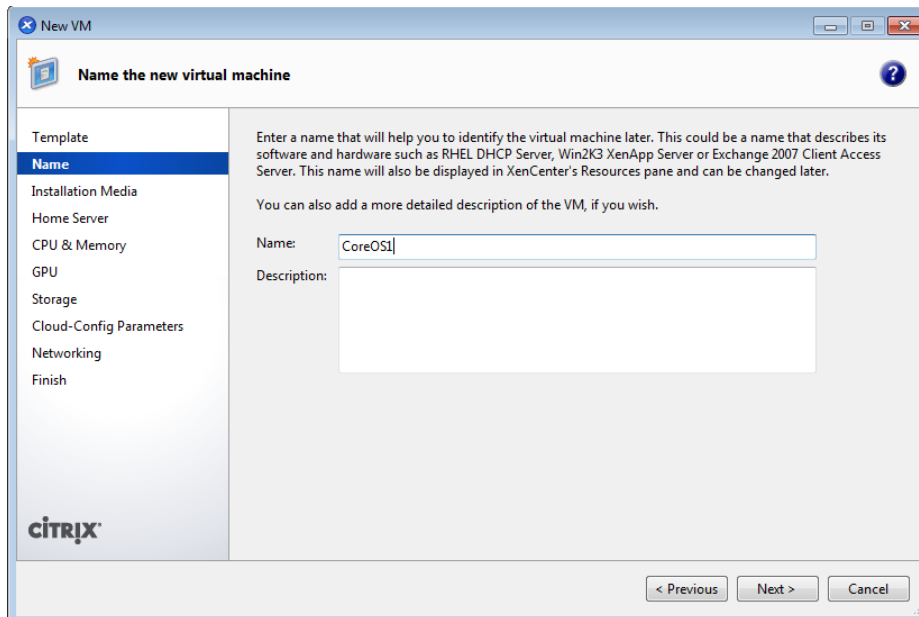 New VM
Name the new virtual machine
Template
Name
Installation Media
Home Server
CPU & Memory
GPU
Storage
Cloud-Config Parameters
Networking
Finish
CİTRIX
Enter a name that will help you to identify the virtual machine later. This could be a name that describes its
software and hardware such as RHEL DHCP Server, Win2K3 XenApp Server or Exchange 2007 Client Access
Server. This name will also be displayed in XenCenter's Resources pane and can be changed later.
You can also add a more detailed description of the VM, if you wish.
Name: CoreOS1
Description:
< Previous Next > Cancel